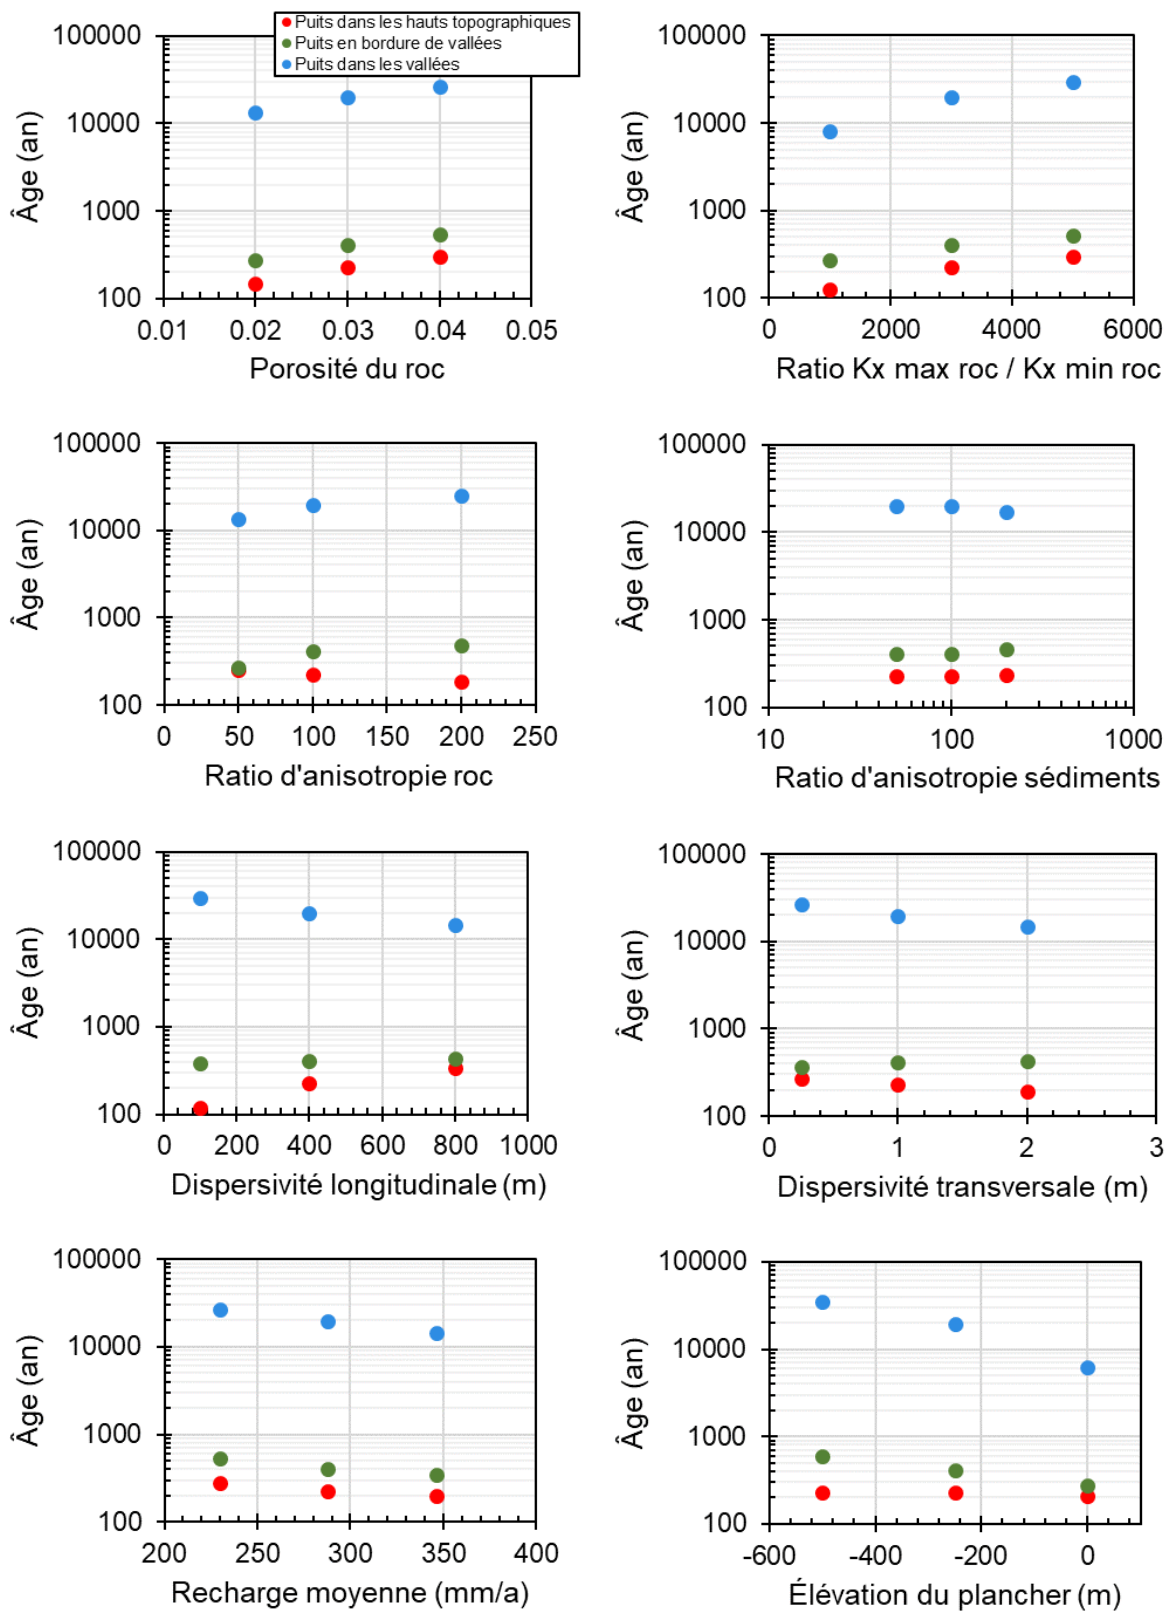 Puits dans les hauts topographiques
Puits en bordure de vallées
Puits dans les vallées
100000
10000
1000
100
Âge (an)
0.01 0.02 0.03 0.04 0.05
Porosité du roc
100000
10000
1000
100
Âge (an)
0 2000 4000 6000
Ratio Kx max roc / Kx min roc
100000
10000
1000
100
Âge (an)
0 50 100 150 200 250
Ratio d'anisotropie roc
100000
10000
1000
100
Âge (an)
10 100 1000
Ratio d'anisotropie sédiments
100000
10000
1000
100
Âge (an)
0 200 400 600 800 1000
Dispersivité longitudinale (m)
100000
10000
1000
100
Âge (an)
0 1 2 3
Dispersivité transversale (m)
100000
10000
1000
100
Âge (an)
200 250 300 350 400
Recharge moyenne (mm/a)
100000
10000
1000
100
Âge (an)
-600 -400 -200 0
Élévation du plancher (m)